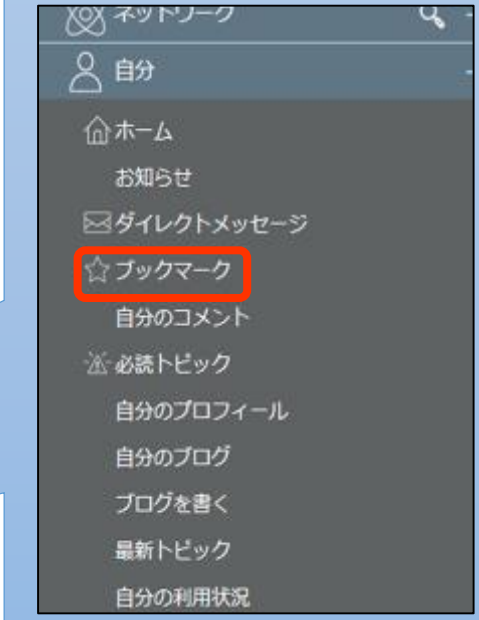 ネットワーク
自分
ホーム
お知らせ
ダイレクトメッセージ
ブックマーク
自分のコメント
必読トピック
自分のプロフィール
自分のブログ
ブログを書く
最新トピック
自分の利用状況